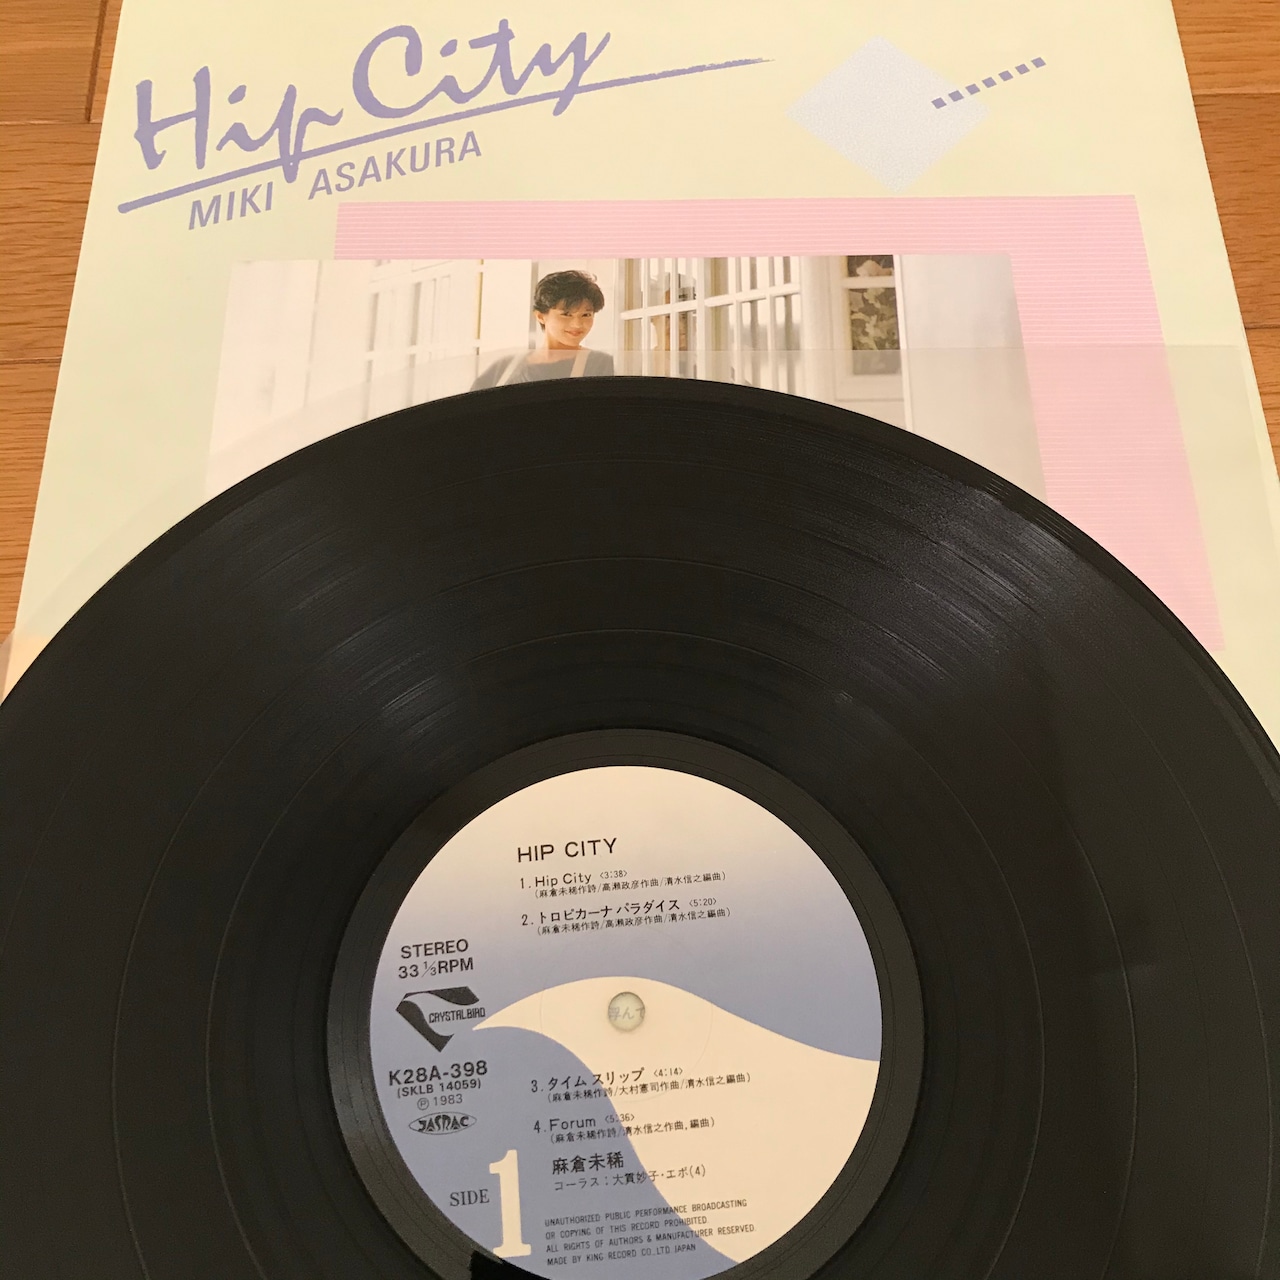 Hip City
MIKI ASAKURA
HIP CITY
1. Hip City 〈3:38〉
(麻倉未稀作詩/高瀬政彦作曲/清水信之編曲)
2. トロピカーナ パラダイス 〈5:20〉
(麻倉未稀作詩/高瀬政彦作曲/清水信之編曲)
STEREO
33 1/3 RPM
CRYSTALBIRD
K28A-398
(SKLB 14059)
Ⓟ 1983
JASRAC
浮んで
3. タイム スリップ 〈4:14〉
(麻倉未稀作詩/大村憲司作曲/清水信之編曲)
4. Forum 〈5:36〉
(麻倉未稀作詩/清水信之作曲,編曲)
麻倉未稀
コーラス:大貫妙子・エポ(4)
SIDE 1
UNAUTHORIZED PUBLIC PERFORMANCE BROADCASTING
OR COPYING OF THIS RECORD PROHIBITED.
ALL RIGHTS OF AUTHORS & MANUFACTURER RESERVED.
MADE BY KING RECORD CO.,LTD. JAPAN